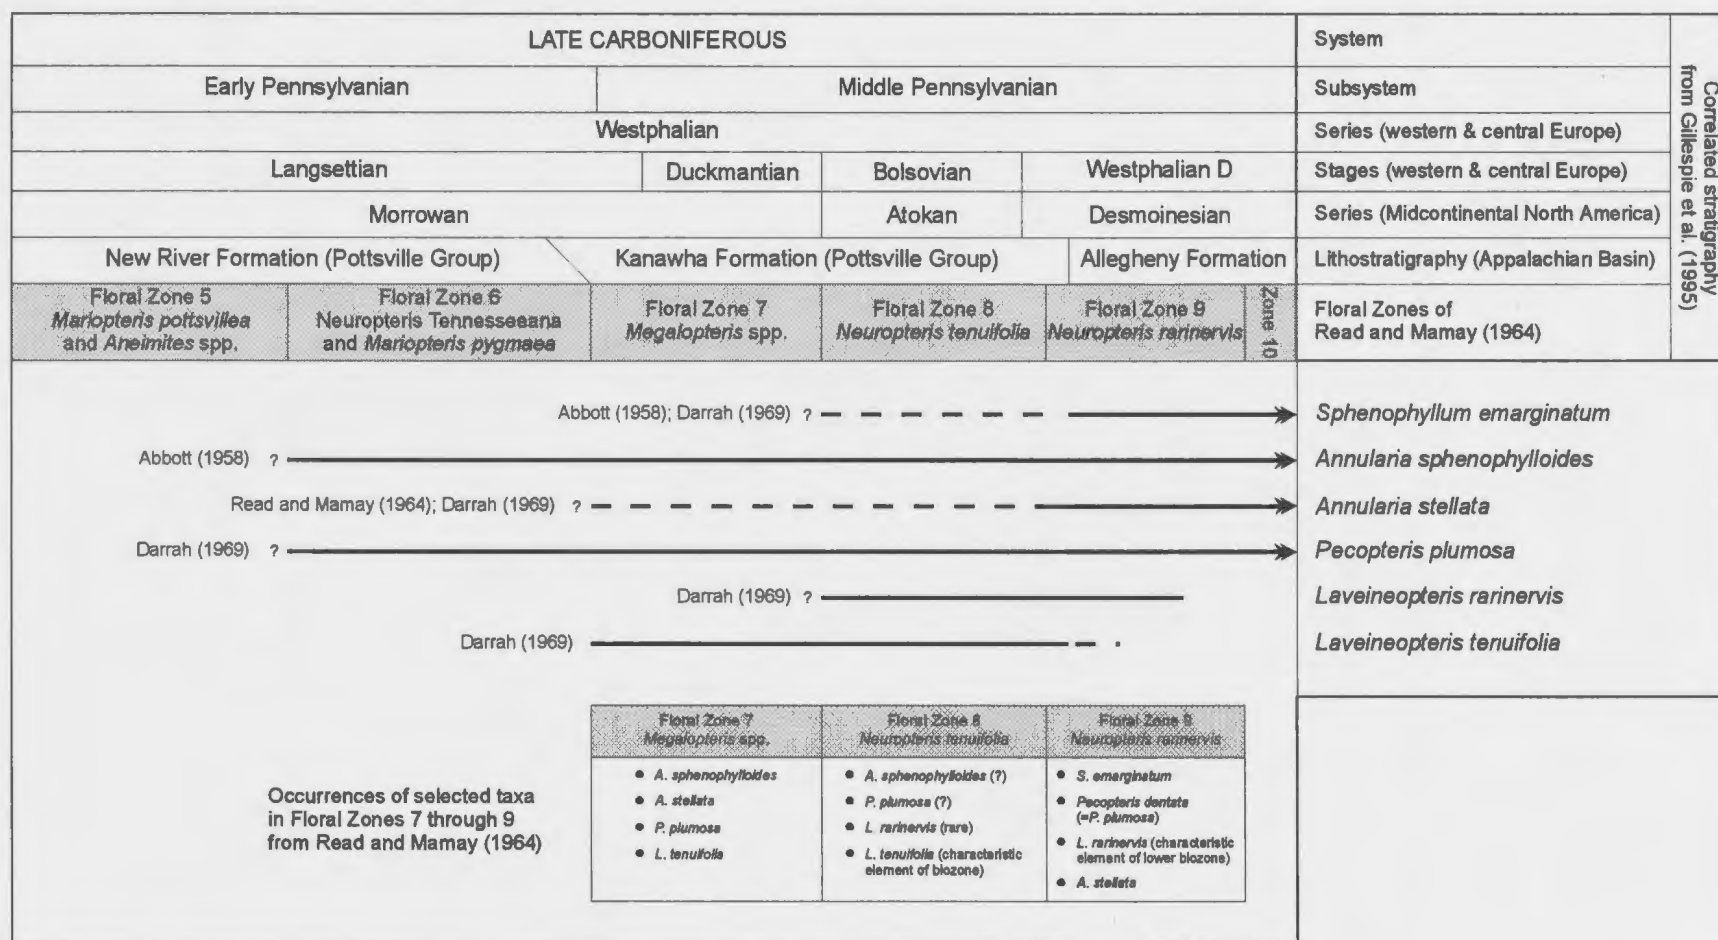 LATE CARBONIFEROUS
System
Early Pennsylvanian
Middle Pennsylvanian
Subsystem
Westphalian
Series (western & central Europe)
Langsettian
Duckmantian
Bolsovian
Westphalian D
Stages (western & central Europe)
Morrowan
Atokan
Desmoinesian
Series (Midcontinental North America)
New River Formation (Pottsville Group)
Kanawha Formation (Pottsville Group)
Allegheny Formation
Lithostratigraphy (Appalachian Basin)
Correlated stratigraphy
from Gillespie et al. (1995)
Floral Zone 5
Mariopteris pottsvillea
and Aneimites spp.
Floral Zone 6
Neuropteris Tennesseeana
and Mariopteris pygmaea
Floral Zone 7
Megalopteris spp.
Floral Zone 8
Neuropteris tenuifolia
Floral Zone 9
Neuropteris rarinervis
Zone 10
Floral Zones of
Read and Mamay (1964)
Abbott (1958); Darrah (1969) ?
Sphenophyllum emarginatum
Abbott (1958) ?
Annularia sphenophylloides
Read and Mamay (1964); Darrah (1969) ?
Annularia stellata
Darrah (1969) ?
Pecopteris plumosa
Darrah (1969) ?
Laveineopteris rarinervis
Darrah (1969)
Laveineopteris tenuifolia
Occurrences of selected taxa
in Floral Zones 7 through 9
from Read and Mamay (1964)
Floral Zone 7
Megalopteris spp.
• A. sphenophylloides
• A. stellata
• P. plumosa
• L. tenuifolia
Floral Zone 8
Neuropteris tenuifolia
• A. sphenophylloides (?)
• P. plumosa (?)
• L. rarinervis (rare)
• L. tenuifolia (characteristic
element of biozone)
Floral Zone 9
Neuropteris rarinervis
• S. emarginatum
• Pecopteris dentata
(=P. plumosa)
• L. rarinervis (characteristic
element of lower biozone)
• A. stellata